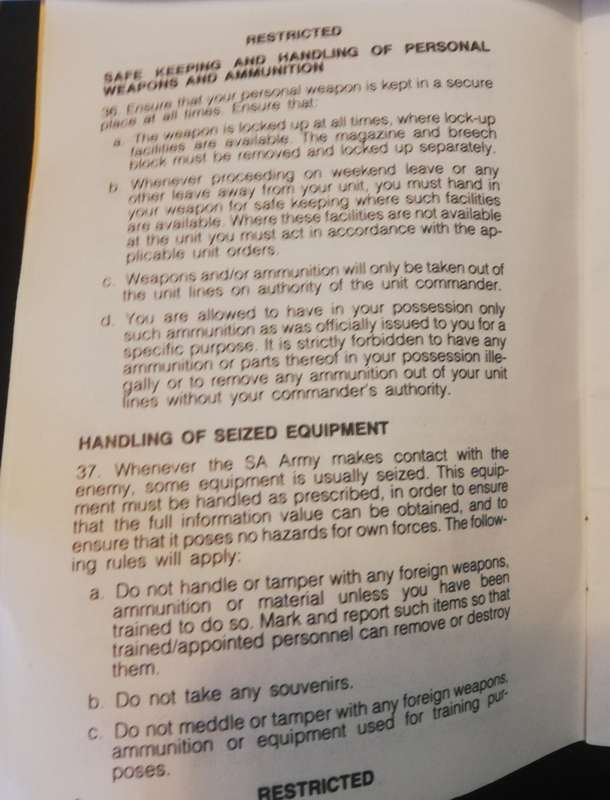 RESTRICTED
SAFE KEEPING AND HANDLING OF PERSONAL
WEAPONS AND AMMUNITION
36. Ensure that your personal weapon is kept in a secure
place at all times. Ensure that:
a. The weapon is locked up at all times, where lock-up
facilities are available. The magazine and breech
block must be removed and locked up separately.
b. Whenever proceeding on weekend leave or any
other leave away from your unit, you must hand in
your weapon for safe keeping where such facilities
are available. Where these facilities are not available
at the unit you must act in accordance with the ap-
plicable unit orders.
c. Weapons and/or ammunition will only be taken out of
the unit lines on authority of the unit commander.
d. You are allowed to have in your possession only
such ammunition as was officially issued to you for a
specific purpose. It is strictly forbidden to have any
ammunition or parts thereof in your possession ille-
gally or to remove any ammunition out of your unit
lines without your commander's authority.
HANDLING OF SEIZED EQUIPMENT
37. Whenever the SA Army makes contact with the
enemy, some equipment is usually seized. This equip-
ment must be handled as prescribed, in order to ensure
that the full information value can be obtained, and to
ensure that it poses no hazards for own forces. The follow-
ing rules will apply:
a. Do not handle or tamper with any foreign weapons,
ammunition or material unless you have been
trained to do so. Mark and report such items so that
trained/appointed personnel can remove or destroy
them.
b. Do not take any souvenirs.
c. Do not meddle or tamper with any foreign weapons,
ammunition or equipment used for training pur-
poses.
RESTRICTED